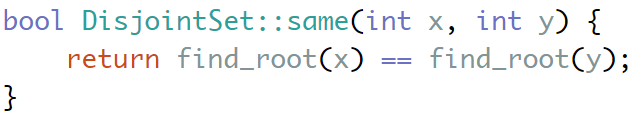 bool DisjointSet::same(int x, int y) {
    return find_root(x) == find_root(y);
}